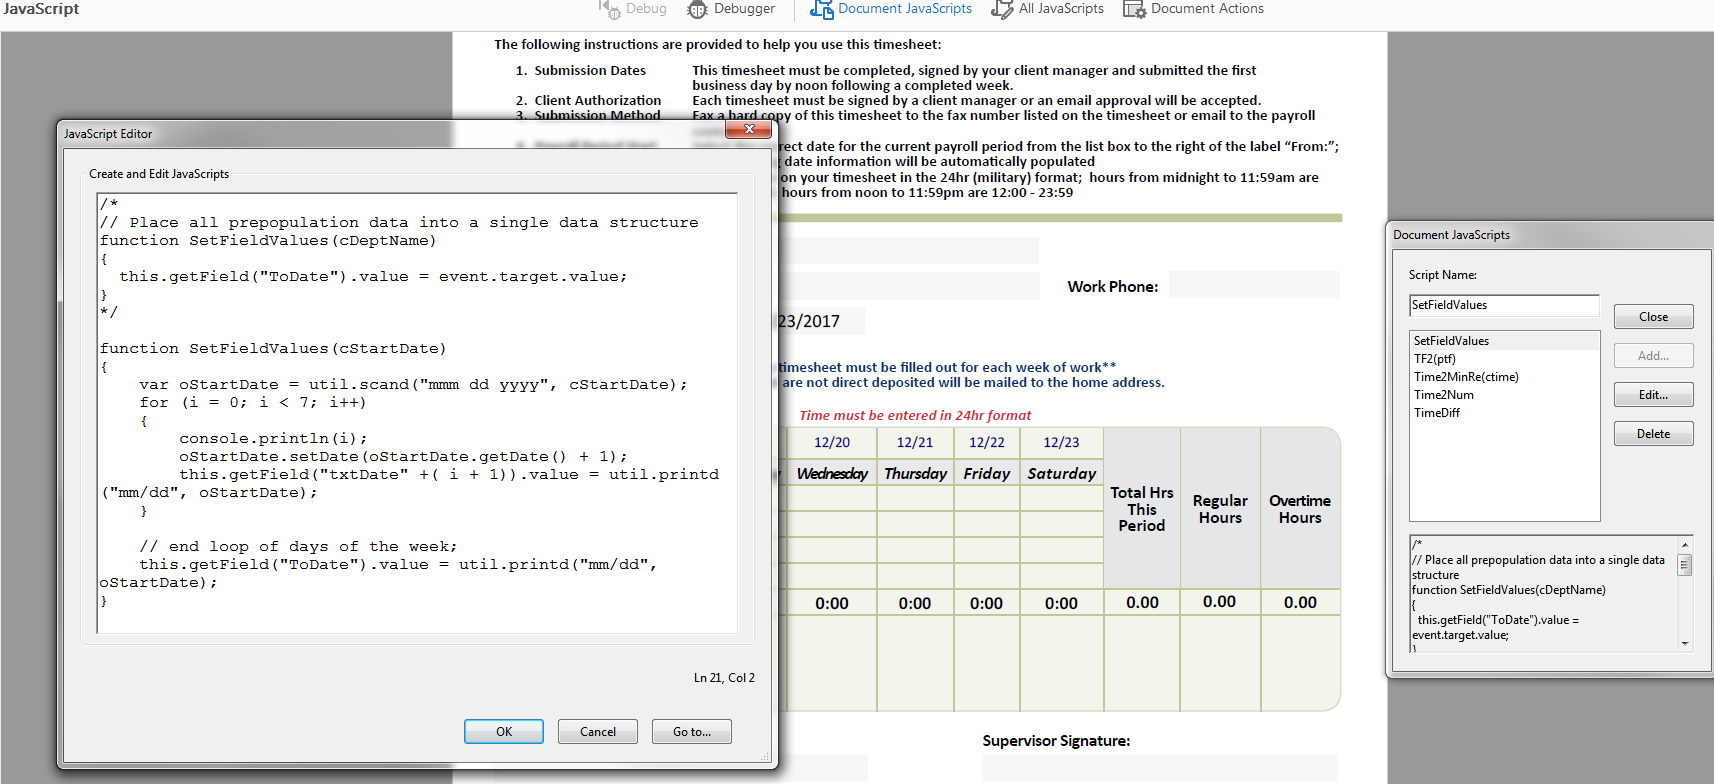 JavaScript
Debug Debugger Document JavaScripts All JavaScripts Document Actions
The following instructions are provided to help you use this timesheet:
1. Submission Dates This timesheet must be completed, signed by your client manager and submitted the first
business day by noon following a completed week.
2. Client Authorization Each timesheet must be signed by a client manager or an email approval will be accepted.
3. Submission Method Fax a hard copy of this timesheet to the fax number listed on the timesheet or email to the payroll
rect date for the current payroll period from the list box to the right of the label “From:”;
date information will be automatically populated
on your timesheet in the 24hr (military) format; hours from midnight to 11:59am are
hours from noon to 11:59pm are 12:00 - 23:59
Work Phone:
23/2017
timesheet must be filled out for each week of work**
are not direct deposited will be mailed to the home address.
Time must be entered in 24hr format
12/20 12/21 12/22 12/23
Wednesday Thursday Friday Saturday
Total Hrs
This
Period
Regular
Hours
Overtime
Hours
0:00 0:00 0:00 0:00 0.00 0.00 0.00
Supervisor Signature:
JavaScript Editor
Create and Edit JavaScripts
/*
// Place all prepopulation data into a single data structure
function SetFieldValues(cDeptName)
{
  this.getField("ToDate").value = event.target.value;
}
*/
function SetFieldValues(cStartDate)
{
    var oStartDate = util.scand("mmm dd yyyy", cStartDate);
    for (i = 0; i < 7; i++)
    {
        console.println(i);
        oStartDate.setDate(oStartDate.getDate() + 1);
        this.getField("txtDate" +( i + 1)).value = util.printd
("mm/dd", oStartDate);
    }
    // end loop of days of the week;
    this.getField("ToDate").value = util.printd("mm/dd",
oStartDate);
}
Ln 21, Col 2
OK Cancel Go to...
Document JavaScripts
Script Name:
SetFieldValues
SetFieldValues
TF2(ptf)
Time2MinRe(ctime)
Time2Num
TimeDiff
Close
Add...
Edit...
Delete
/*
// Place all prepopulation data into a single data
structure
function SetFieldValues(cDeptName)
{
  this.getField("ToDate").value =
event.target.value;
}